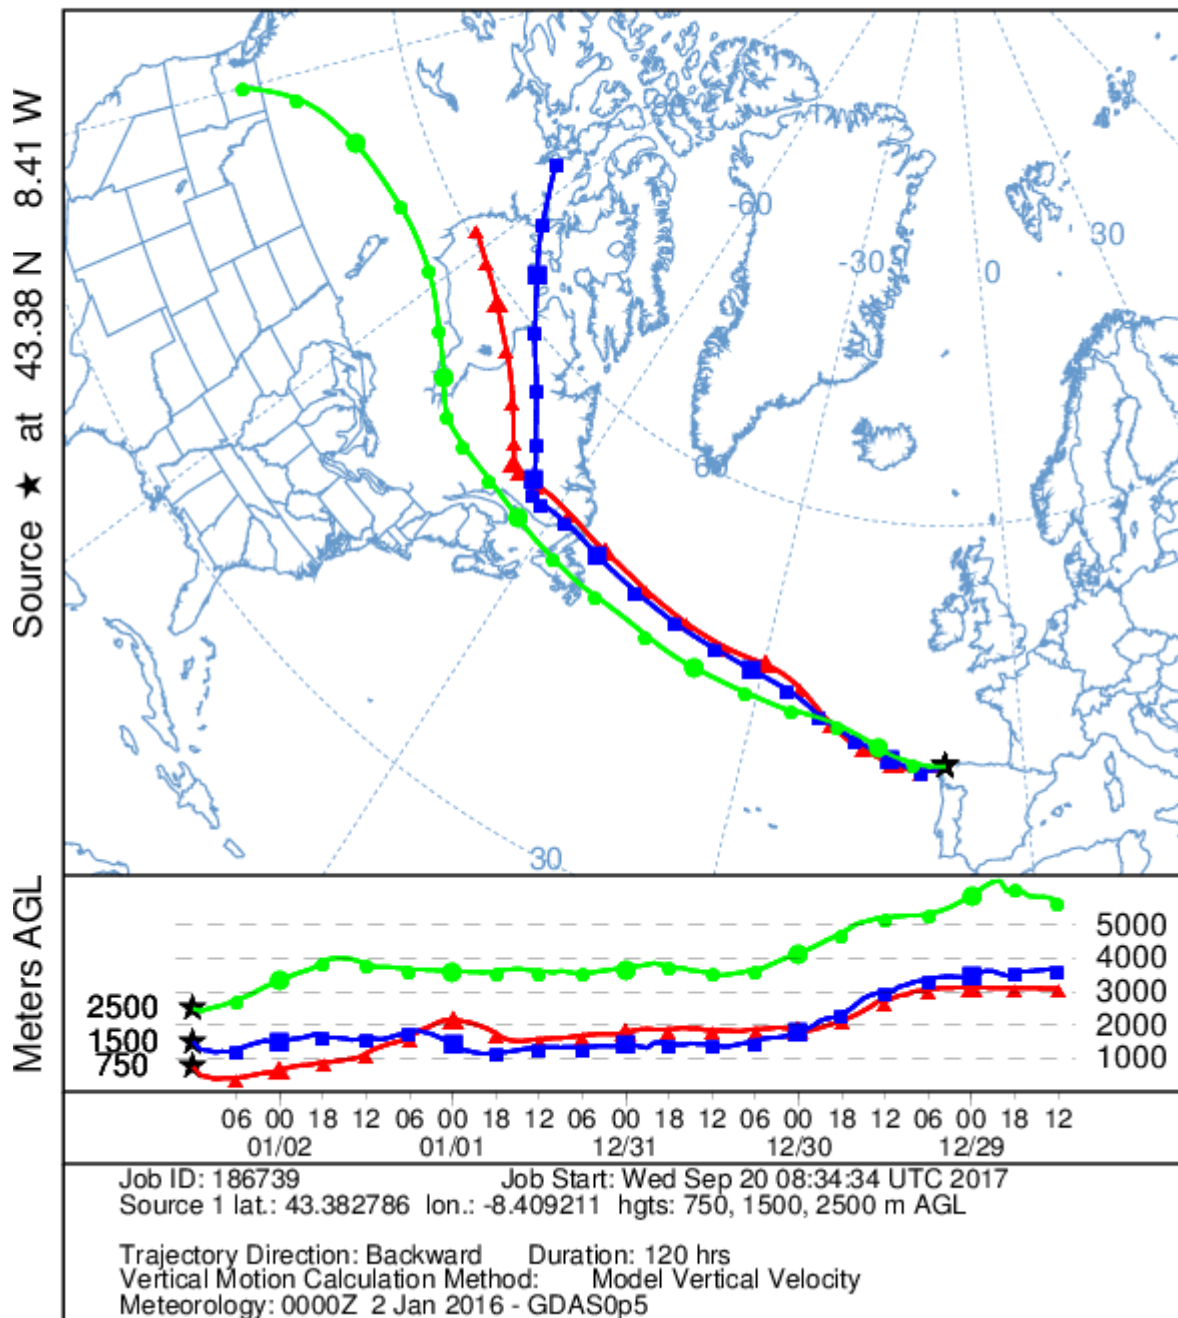 Source ★ at 43.38 N 8.41 W
-60
-30
30
0
60
30
Meters AGL
2500
1500
750
5000
4000
3000
2000
1000
06 00 18 12 06 00 18 12 06 00 18 12 06 00 18 12 06 00 18 12
01/02 01/01 12/31 12/30 12/29
Job ID: 186739 Job Start: Wed Sep 20 08:34:34 UTC 2017
Source 1 lat.: 43.382786 lon.: -8.409211 hgts: 750, 1500, 2500 m AGL
Trajectory Direction: Backward Duration: 120 hrs
Vertical Motion Calculation Method: Model Vertical Velocity
Meteorology: 0000Z 2 Jan 2016 - GDAS0p5